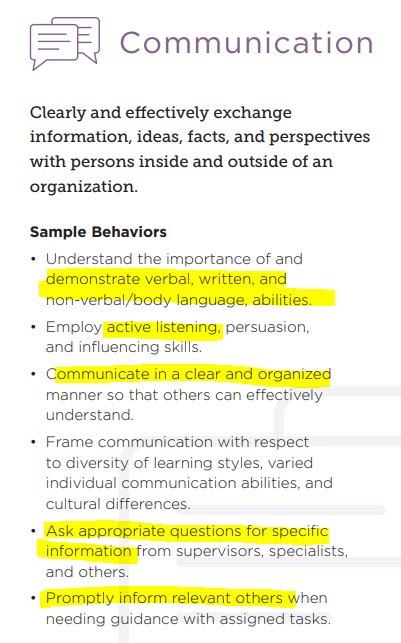 Communication
Clearly and effectively exchange
information, ideas, facts, and perspectives
with persons inside and outside of an
organization.
Sample Behaviors
• Understand the importance of and
demonstrate verbal, written, and
non-verbal/body language, abilities.
• Employ active listening, persuasion,
and influencing skills.
• Communicate in a clear and organized
manner so that others can effectively
understand.
• Frame communication with respect
to diversity of learning styles, varied
individual communication abilities, and
cultural differences.
• Ask appropriate questions for specific
information from supervisors, specialists,
and others.
• Promptly inform relevant others when
needing guidance with assigned tasks.